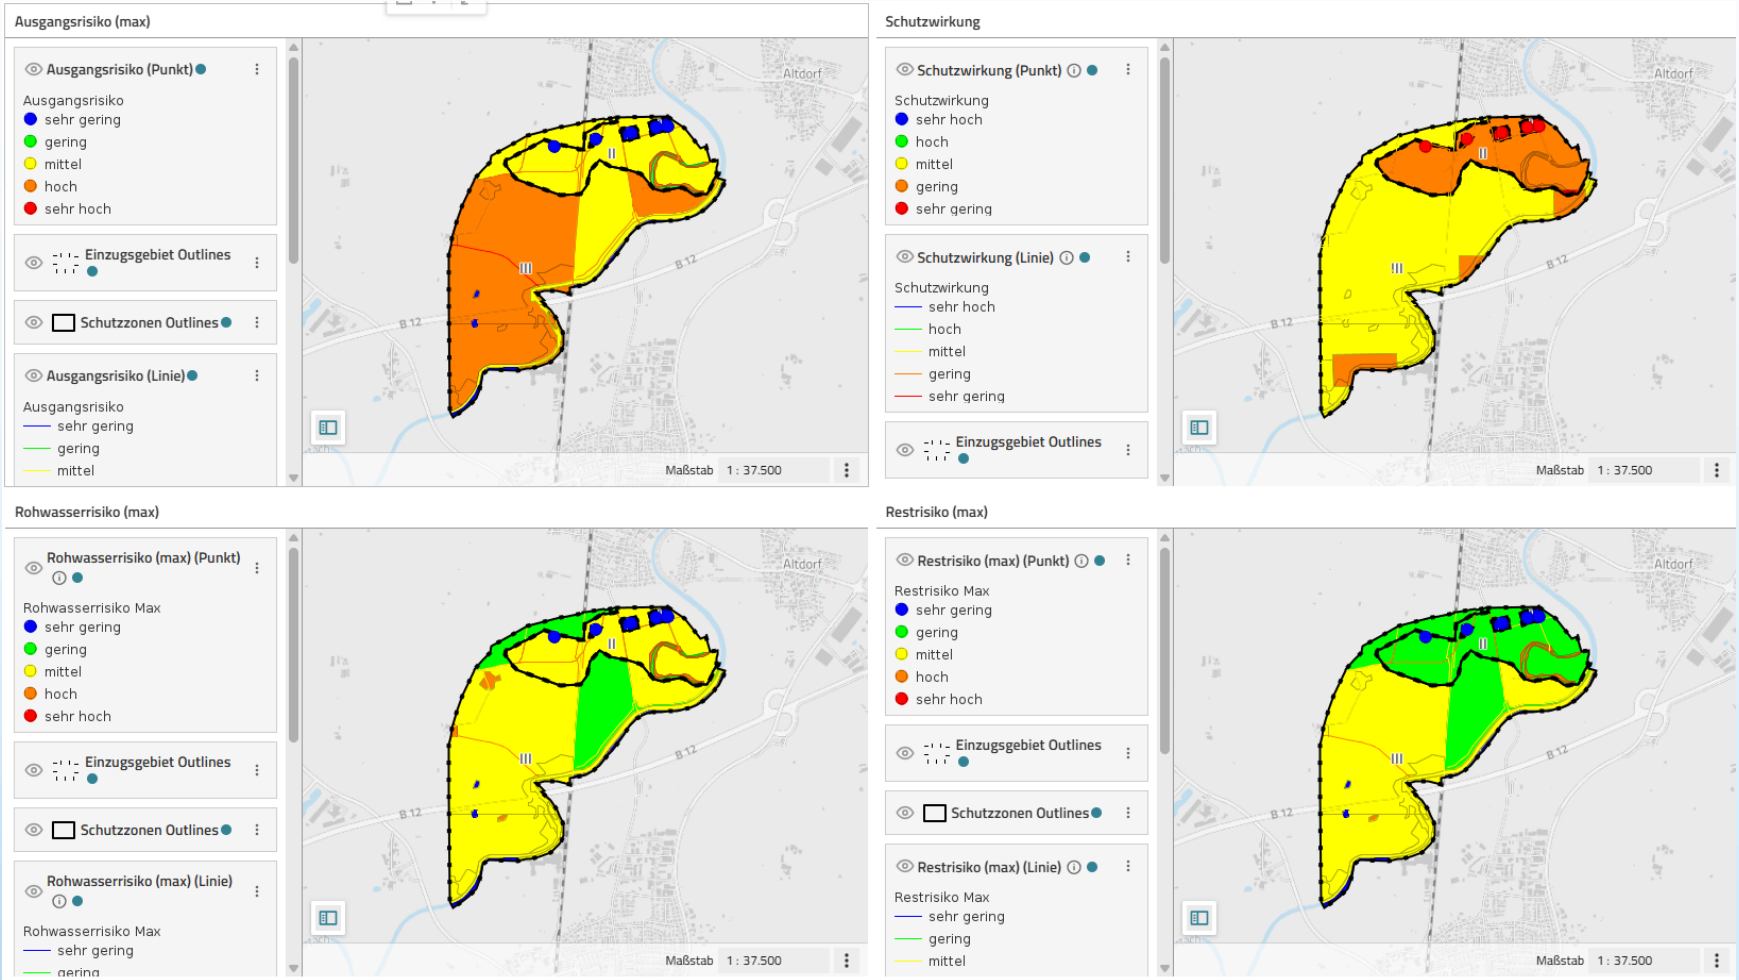 Ausgangsrisiko (max)
Ausgangsrisiko (Punkt)
Ausgangsrisiko
sehr gering
gering
mittel
hoch
sehr hoch
Einzugsgebiet Outlines
Schutzzonen Outlines
Ausgangsrisiko (Linie)
Ausgangsrisiko
sehr gering
gering
mittel
Altdorf
II
III
B 12
B 12
Maßstab 1 : 37.500
Schutzwirkung
Schutzwirkung (Punkt)
Schutzwirkung
sehr hoch
hoch
mittel
gering
sehr gering
Schutzwirkung (Linie)
Schutzwirkung
sehr hoch
hoch
mittel
gering
sehr gering
Einzugsgebiet Outlines
Altdorf
II
III
B 12
B 12
Maßstab 1 : 37.500
Rohwasserrisiko (max)
Rohwasserrisiko (max) (Punkt)
Rohwasserrisiko Max
sehr gering
gering
mittel
hoch
sehr hoch
Einzugsgebiet Outlines
Schutzzonen Outlines
Rohwasserrisiko (max) (Linie)
Rohwasserrisiko Max
sehr gering
gering
Altdorf
II
III
B 12
B 12
Maßstab 1 : 37.500
Restrisiko (max)
Restrisiko (max) (Punkt)
Restrisiko Max
sehr gering
gering
mittel
hoch
sehr hoch
Einzugsgebiet Outlines
Schutzzonen Outlines
Restrisiko (max) (Linie)
Restrisiko Max
sehr gering
gering
mittel
Altdorf
II
III
B 12
B 12
Maßstab 1 : 37.500